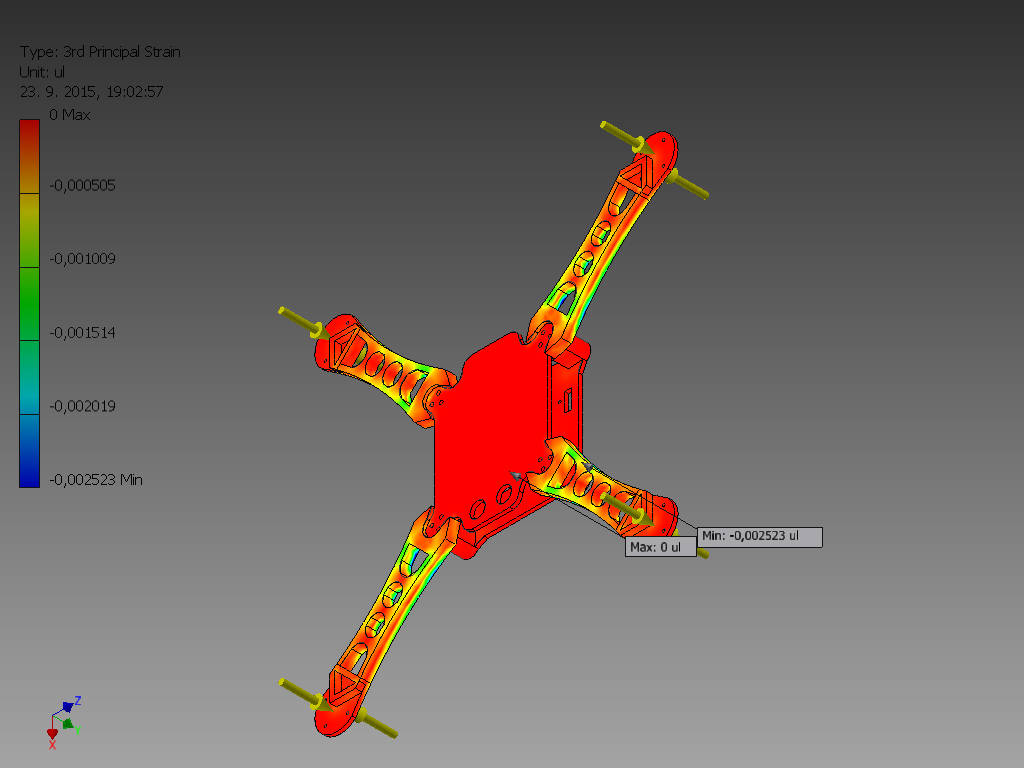 Type: 3rd Principal Strain
Unit: ul
23. 9. 2015, 19:02:57
0 Max
-0,000505
-0,001009
-0,001514
-0,002019
-0,002523 Min
Min: -0,002523 ul
Max: 0 ul
Z
Y
X